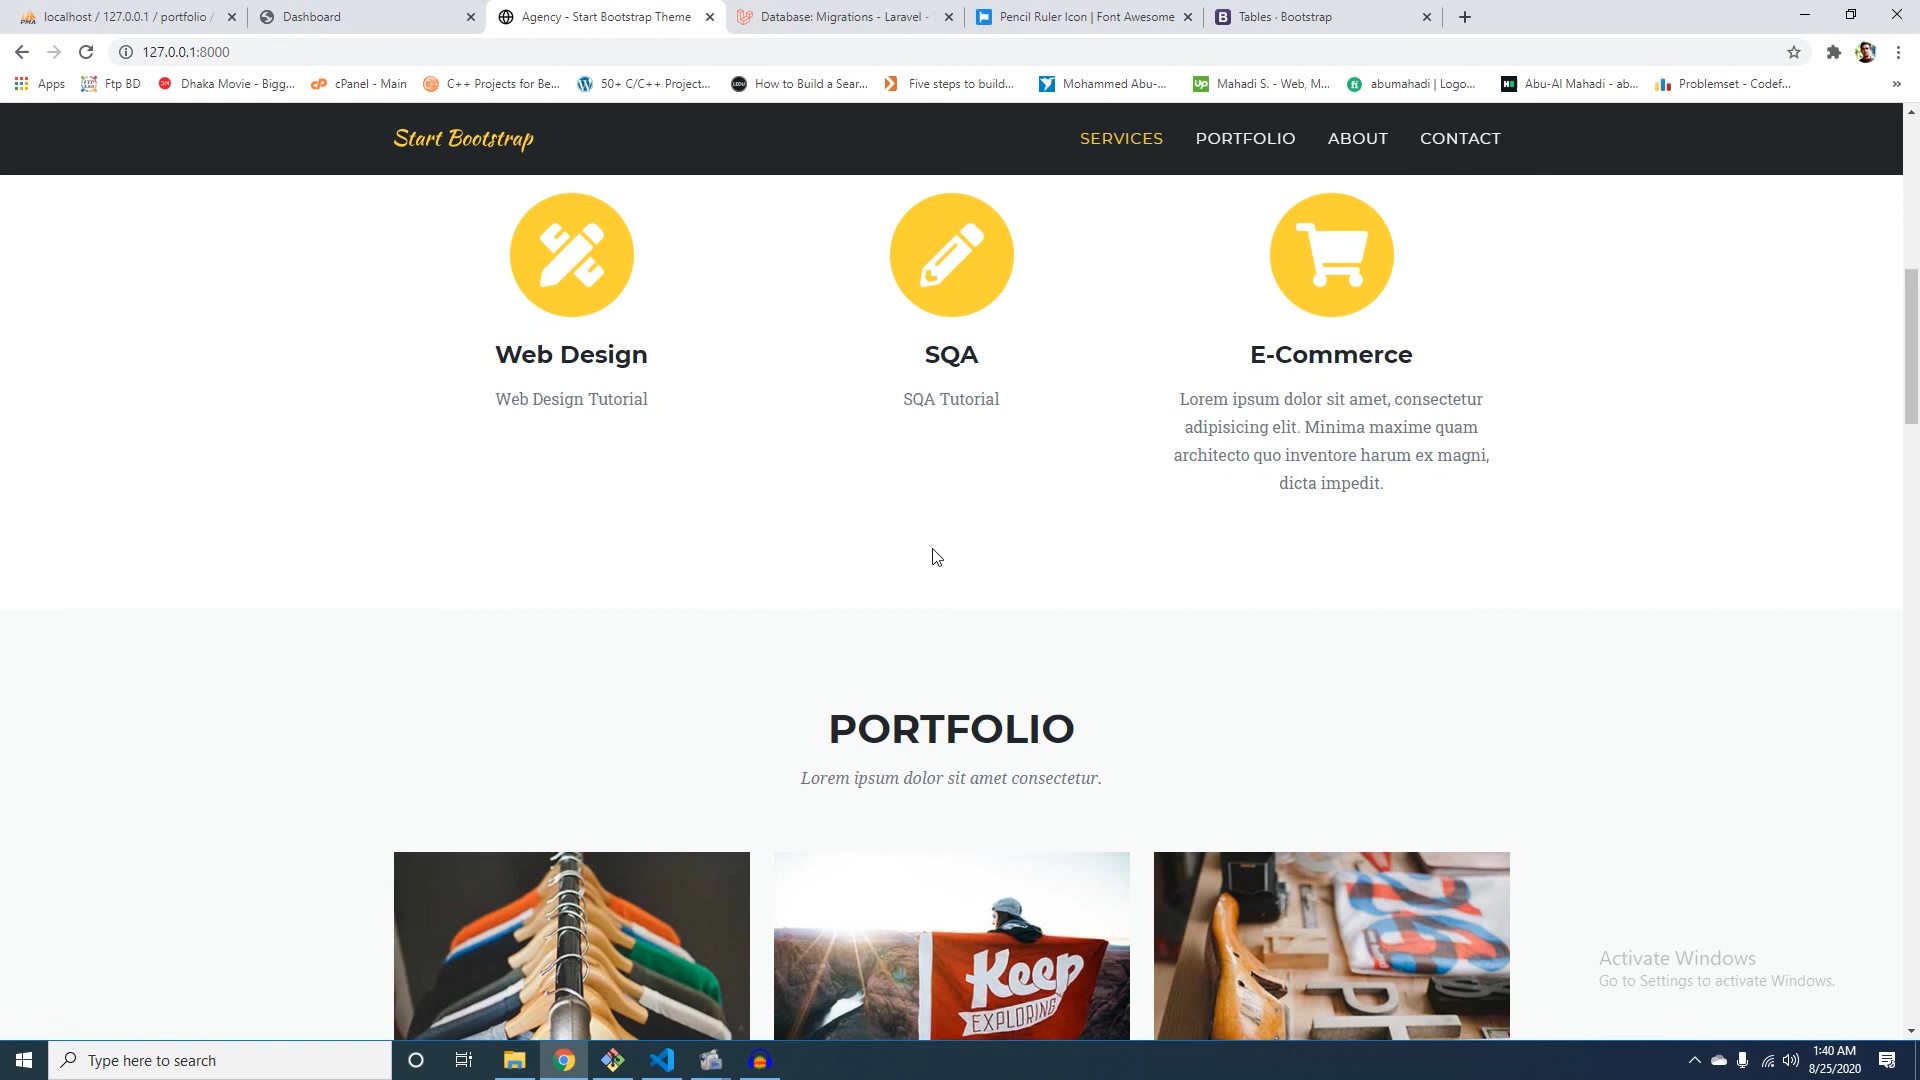 localhost / 127.0.0.1 / portfolio /
Dashboard
Agency - Start Bootstrap Theme
Database: Migrations - Laravel -
Pencil Ruler Icon | Font Awesome
Tables · Bootstrap
127.0.0.1:8000
Apps
Ftp BD
Dhaka Movie - Bigg...
cPanel - Main
C++ Projects for Be...
50+ C/C++ Project...
How to Build a Sear...
Five steps to build...
Mohammed Abu-...
Mahadi S. - Web, M...
abumahadi | Logo...
Abu-Al Mahadi - ab...
Problemset - Codef...
»
Start Bootstrap
SERVICES
PORTFOLIO
ABOUT
CONTACT
Web Design
Web Design Tutorial
SQA
SQA Tutorial
E-Commerce
Lorem ipsum dolor sit amet, consectetur
adipisicing elit. Minima maxime quam
architecto quo inventore harum ex magni,
dicta impedit.
PORTFOLIO
Lorem ipsum dolor sit amet consectetur.
Keep
EXPLORING
Activate Windows
Go to Settings to activate Windows.
Type here to search
1:40 AM
8/25/2020